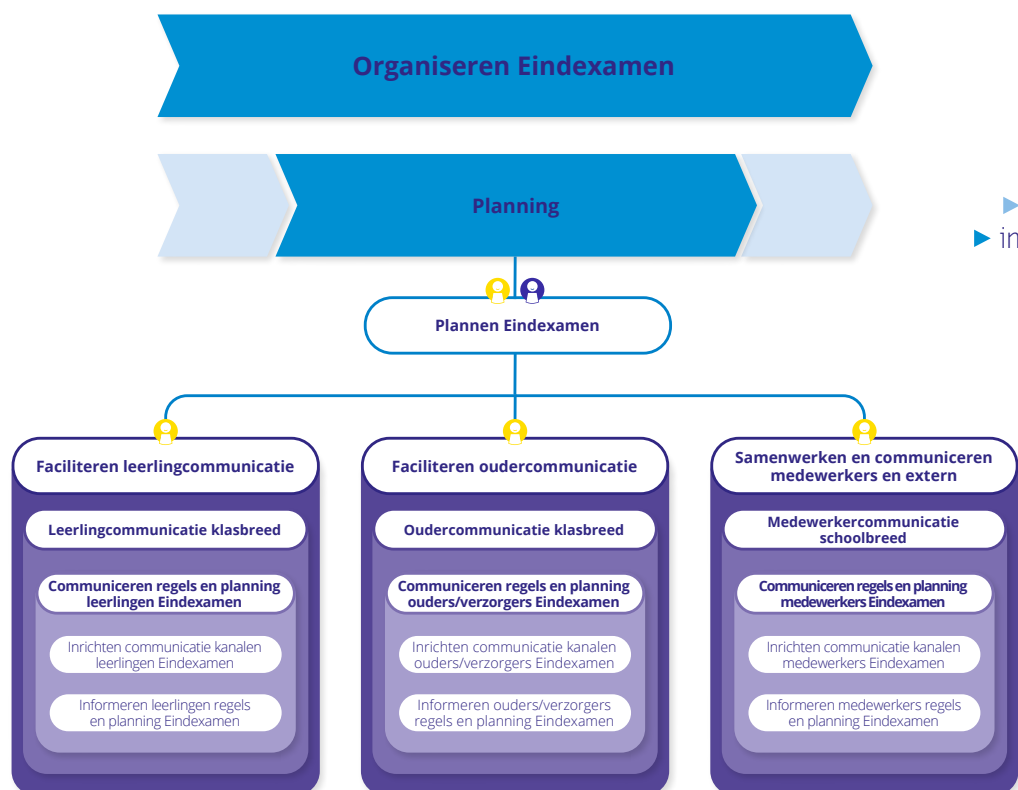 Organiseren Eindexamen
Planning
in
Plannen Eindexamen
Faciliteren leerlingcommunicatie
Leerlingcommunicatie klasbreed
Communiceren regels en planning
leerlingen Eindexamen
Inrichten communicatie kanalen
leerlingen Eindexamen
Informeren leerlingen regels
en planning Eindexamen
Faciliteren oudercommunicatie
Oudercommunicatie klasbreed
Communiceren regels en planning
ouders/verzorgers Eindexamen
Inrichten communicatie kanalen
ouders/verzorgers Eindexamen
Informeren ouders/verzorgers
regels en planning Eindexamen
Samenwerken en communiceren
medewerkers en extern
Medewerkercommunicatie
schoolbreed
Communiceren regels en planning
medewerkers Eindexamen
Inrichten communicatie kanalen
medewerkers Eindexamen
Informeren medewerkers regels
en planning Eindexamen